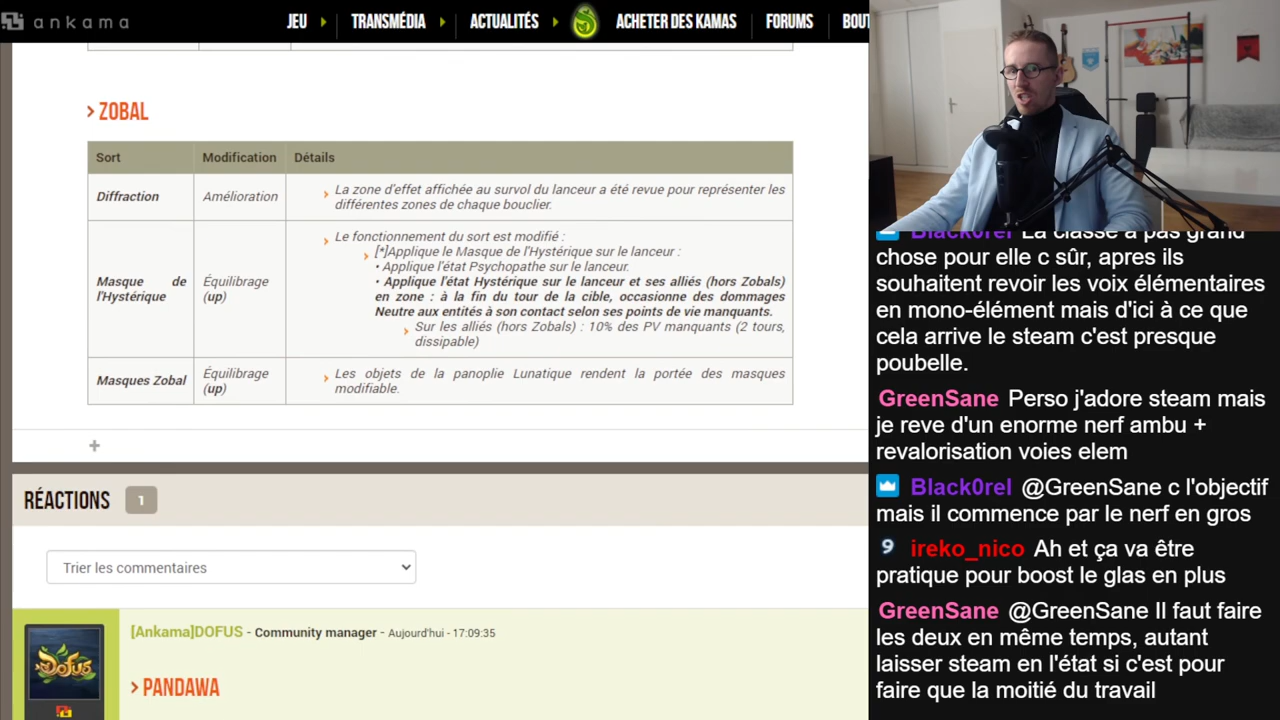 ankama
JEU
TRANSMÉDIA
ACTUALITÉS
ACHETER DES KAMAS
FORUMS
BOUT
ZOBAL
Sort
Modification
Détails
Diffraction
Amélioration
La zone d'effet affichée au survol du lanceur a été revue pour représenter les
différentes zones de chaque bouclier.
Masque de
l'Hystérique
Équilibrage
(up)
Le fonctionnement du sort est modifié :
[*]Applique le Masque de l'Hystérique sur le lanceur :
• Applique l'état Psychopathe sur le lanceur.
• Applique l'état Hystérique sur le lanceur et ses alliés (hors Zobals)
en zone : à la fin du tour de la cible, occasionne des dommages
Neutre aux entités à son contact selon ses points de vie manquants.
Sur les alliés (hors Zobals) : 10% des PV manquants (2 tours,
dissipable)
Masques Zobal
Équilibrage
(up)
Les objets de la panoplie Lunatique rendent la portée des masques
modifiable.
+
RÉACTIONS 1
Trier les commentaires
[Ankama]DOFUS - Community manager - Aujourd'hui - 17:09:35
DOFUS
PANDAWA
Black0rel La classe a pas grand
chose pour elle c sûr, apres ils
souhaitent revoir les voix élémentaires
en mono-élément mais d'ici à ce que
cela arrive le steam c'est presque
poubelle.
GreenSane Perso j'adore steam mais
je reve d'un enorme nerf ambu +
revalorisation voies elem
Black0rel @GreenSane c l'objectif
mais il commence par le nerf en gros
9 ireko_nico Ah et ça va être
pratique pour boost le glas en plus
GreenSane @GreenSane Il faut faire
les deux en même temps, autant
laisser steam en l'état si c'est pour
faire que la moitié du travail